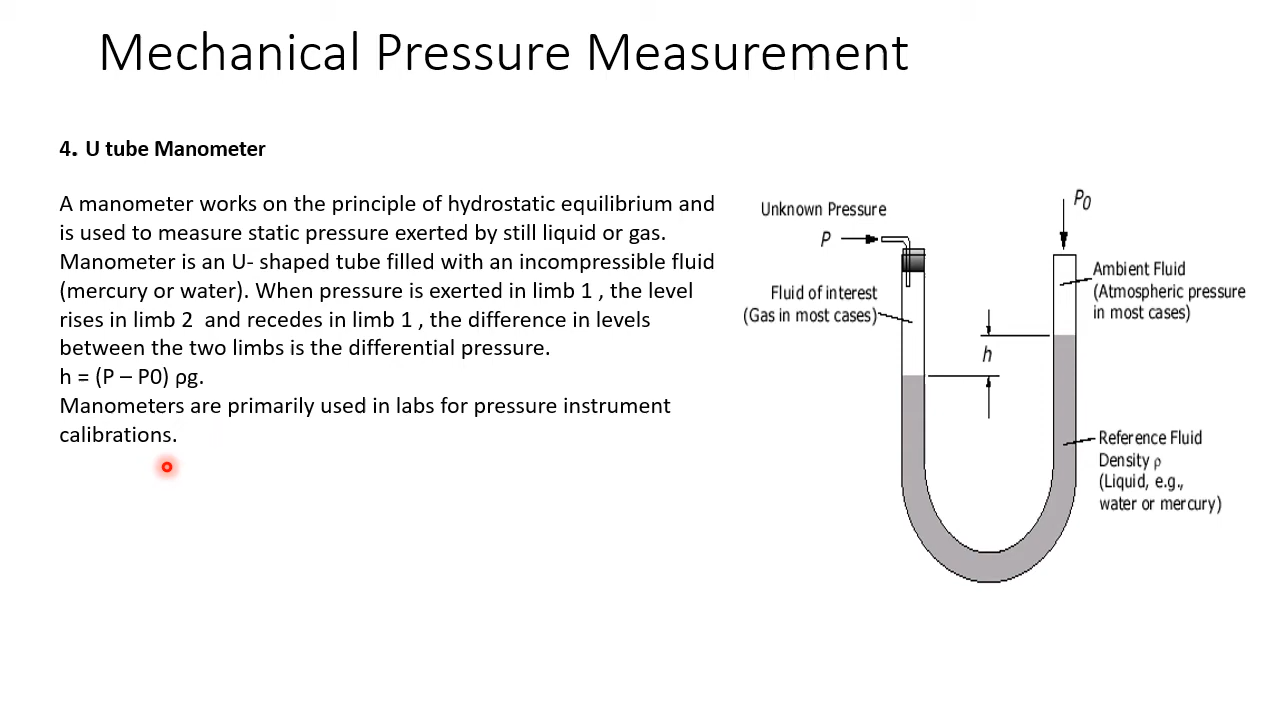 Mechanical Pressure Measurement
4. U tube Manometer
A manometer works on the principle of hydrostatic equilibrium and
is used to measure static pressure exerted by still liquid or gas.
Manometer is an U- shaped tube filled with an incompressible fluid
(mercury or water). When pressure is exerted in limb 1 , the level
rises in limb 2 and recedes in limb 1 , the difference in levels
between the two limbs is the differential pressure.
h = (P – P0) ρg.
Manometers are primarily used in labs for pressure instrument
calibrations.
Unknown Pressure
P
P0
Fluid of interest
(Gas in most cases)
Ambient Fluid
(Atmospheric pressure
in most cases)
h
Reference Fluid
Density ρ
(Liquid, e.g.,
water or mercury)